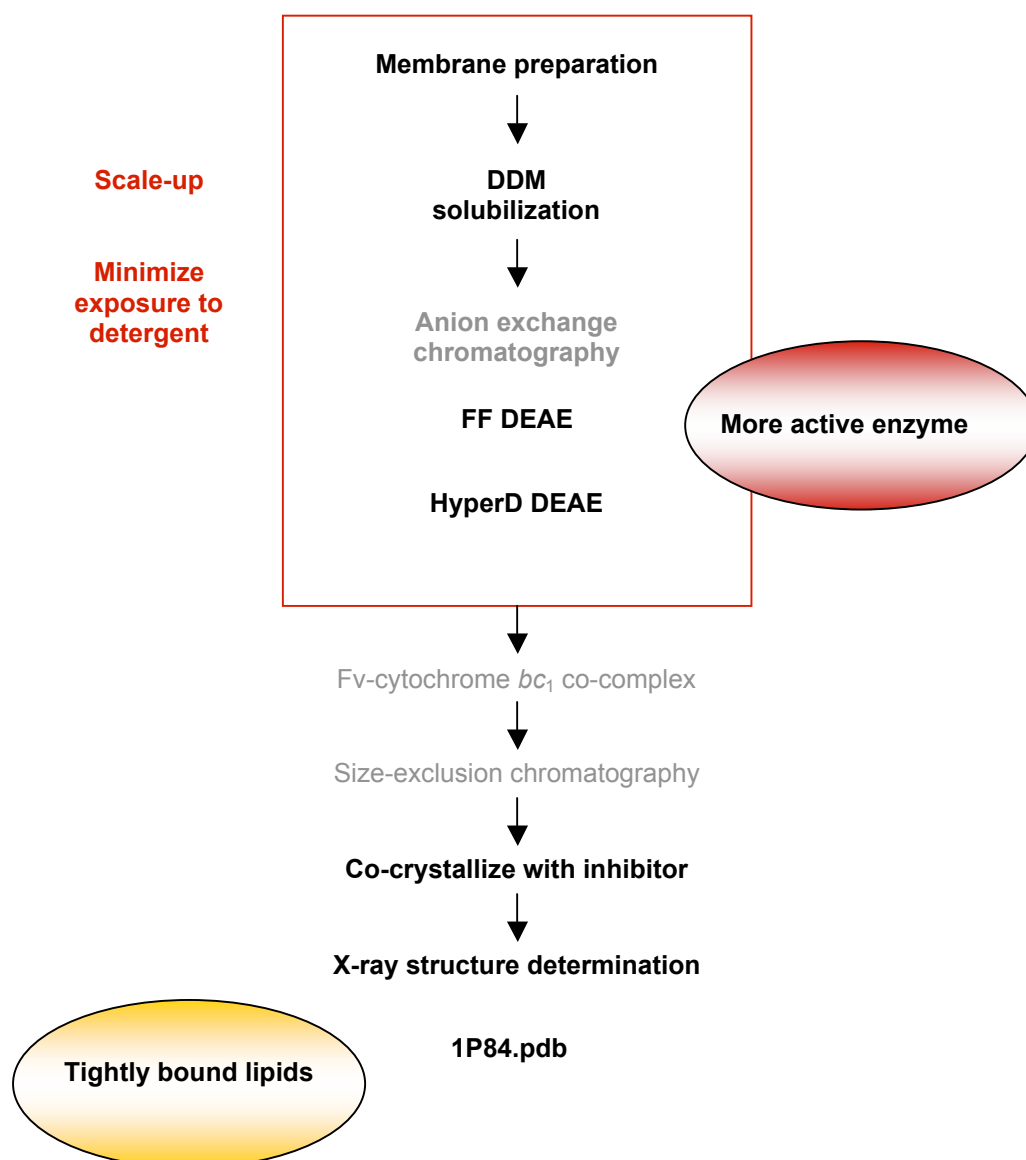 Membrane preparation
Scale-up
DDM
solubilization
Minimize
exposure to
detergent
Anion exchange
chromatography
FF DEAE
More active enzyme
HyperD DEAE
Fv-cytochrome bc₁ co-complex
Size-exclusion chromatography
Co-crystallize with inhibitor
X-ray structure determination
1P84.pdb
Tightly bound lipids